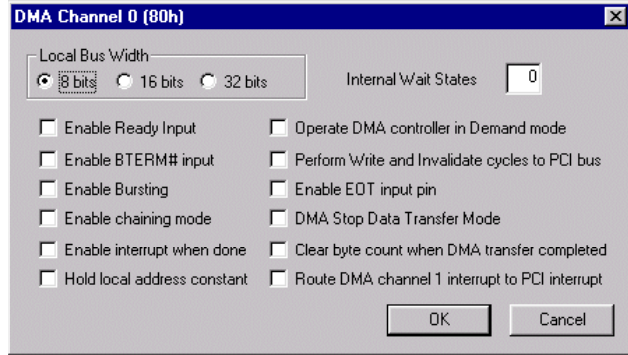 DMA Channel 0 (80h)
Local Bus Width
8 bits 16 bits 32 bits
Internal Wait States 0
Enable Ready Input
Operate DMA controller in Demand mode
Enable BTERM# input
Perform Write and Invalidate cycles to PCI bus
Enable Bursting
Enable EOT input pin
Enable chaining mode
DMA Stop Data Transfer Mode
Enable interrupt when done
Clear byte count when DMA transfer completed
Hold local address constant
Route DMA channel 1 interrupt to PCI interrupt
OK
Cancel